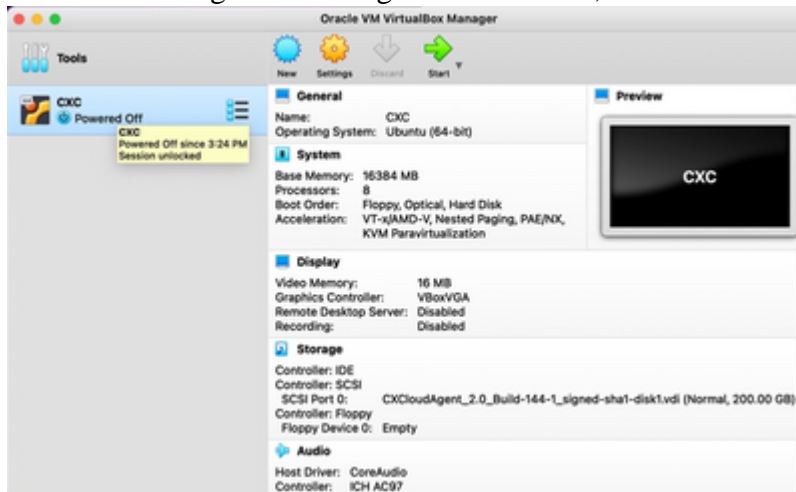 Oracle VM VirtualBox Manager
Tools
New Settings Discard Start
CXC
Powered Off
CXC
Powered Off since 3:24 PM
Session unlocked
General
Name: CXC
Operating System: Ubuntu (64-bit)
System
Base Memory: 16384 MB
Processors: 8
Boot Order: Floppy, Optical, Hard Disk
Acceleration: VT-x/AMD-V, Nested Paging, PAE/NX,
KVM Paravirtualization
Preview
CXC
Display
Video Memory: 16 MB
Graphics Controller: VBoxVGA
Remote Desktop Server: Disabled
Recording: Disabled
Storage
Controller: IDE
Controller: SCSI
SCSI Port 0: CXCloudAgent_2.0_Build-144-1_signed-sha1-disk1.vdi (Normal, 200.00 GB)
Controller: Floppy
Floppy Device 0: Empty
Audio
Host Driver: CoreAudio
Controller: ICH AC97